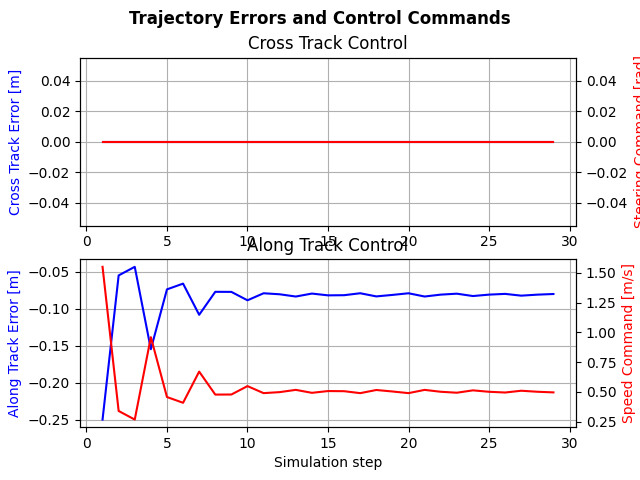 Trajectory Errors and Control Commands
Cross Track Control
Cross Track Error [m]
0.04
0.02
0.00
−0.02
−0.04
0.04
0.02
0.00
−0.02
−0.04
Steering Command [rad]
0 5 10 15 20 25 30
Along Track Control
Along Track Error [m]
−0.05
−0.10
−0.15
−0.20
−0.25
1.50
1.25
1.00
0.75
0.50
0.25
Speed Command [m/s]
0 5 10 15 20 25 30
Simulation step